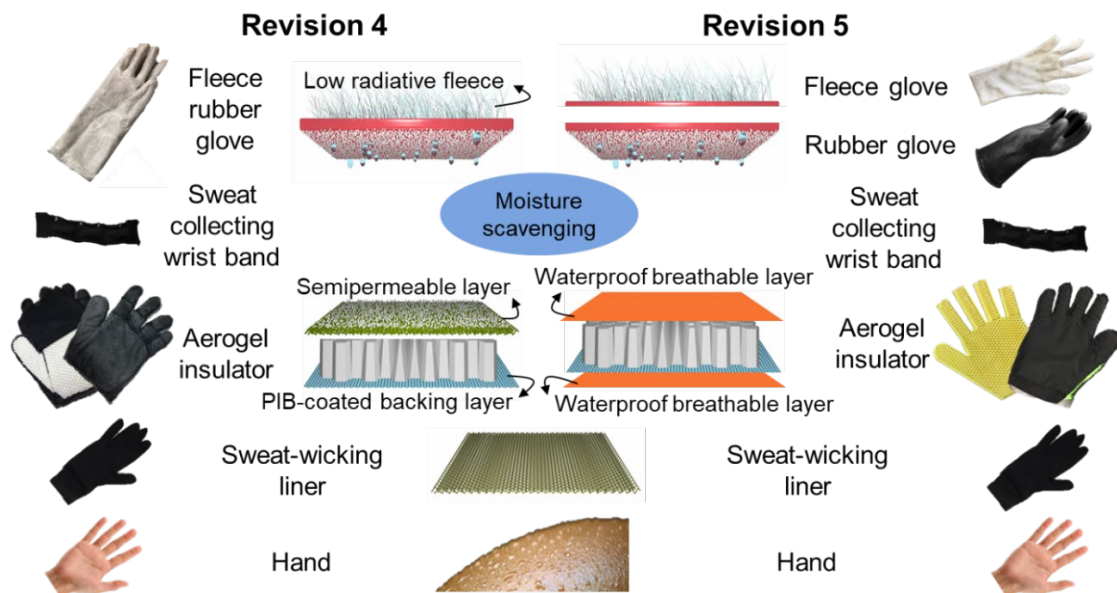 Revision 4
Revision 5
Fleece
rubber
glove
Low radiative fleece
Fleece glove
Rubber glove
Sweat
collecting
wrist band
Moisture
scavenging
Sweat
collecting
wrist band
Semipermeable layer
Waterproof breathable layer
Aerogel
insulator
Aerogel
insulator
PIB-coated backing layer
Waterproof breathable layer
Sweat-wicking
liner
Sweat-wicking
liner
Hand
Hand